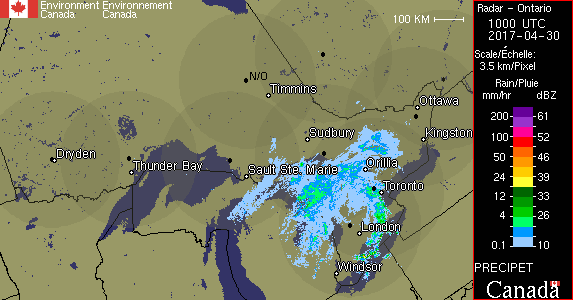 Environment Environnement
Canada Canada
100 KM
N/O
Timmins
Ottawa
Sudbury
Kingston
Dryden
Thunder Bay
Sault Ste. Marie
Orillia
Toronto
London
Windsor
Radar - Ontario
1000 UTC
2017-04-30
Scale/Échelle:
3.5 km/Pixel
Rain/Pluie
mm/hr dBZ
200 61
100 52
50 46
24 39
12 33
4 26
0.1 10
PRECIPET
Canada